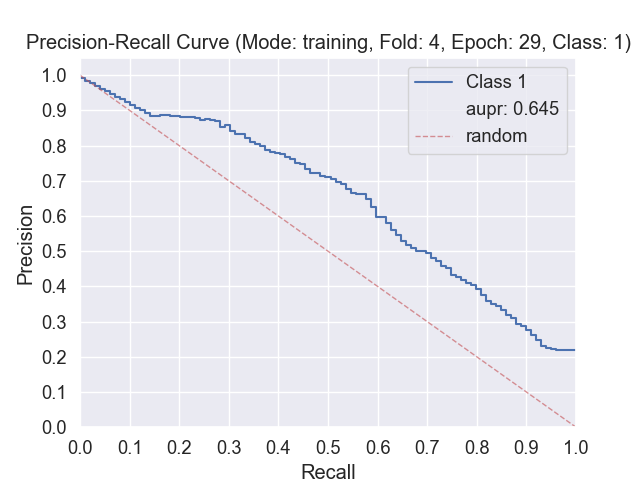 Precision-Recall Curve (Mode: training, Fold: 4, Epoch: 29, Class: 1)
Class 1
aupr: 0.645
random
Precision
1.0
0.9
0.8
0.7
0.6
0.5
0.4
0.3
0.2
0.1
0.0
0.0 0.1 0.2 0.3 0.4 0.5 0.6 0.7 0.8 0.9 1.0
Recall